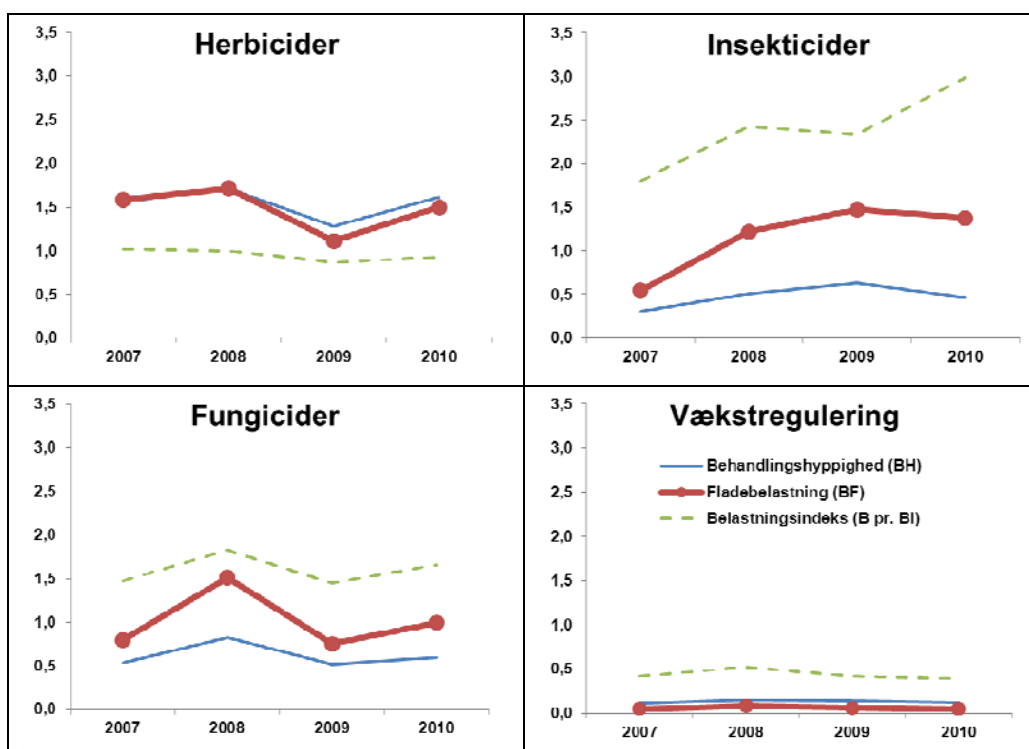 Herbicider
3,5
3,0
2,5
2,0
1,5
1,0
0,5
0,0
2007 2008 2009 2010
Insekticider
3,5
3,0
2,5
2,0
1,5
1,0
0,5
0,0
2007 2008 2009 2010
Fungicider
3,5
3,0
2,5
2,0
1,5
1,0
0,5
0,0
2007 2008 2009 2010
Vækstregulering
3,5
3,0
2,5
2,0
1,5
1,0
0,5
0,0
Behandlingshyppighed (BH)
Fladebelastning (BF)
Belastningsindeks (B pr. BI)
2007 2008 2009 2010